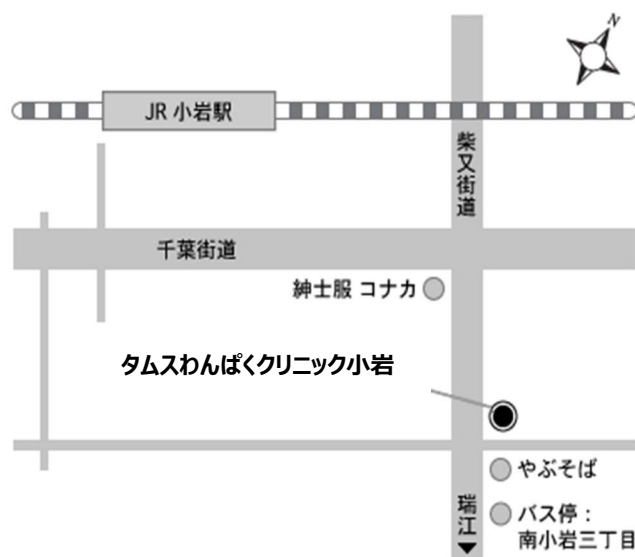 N
JR 小岩駅
柴又街道
千葉街道
紳士服 コナカ
タムスわんぱくクリニック小岩
やぶそば
瑞江
バス停：
南小岩三丁目